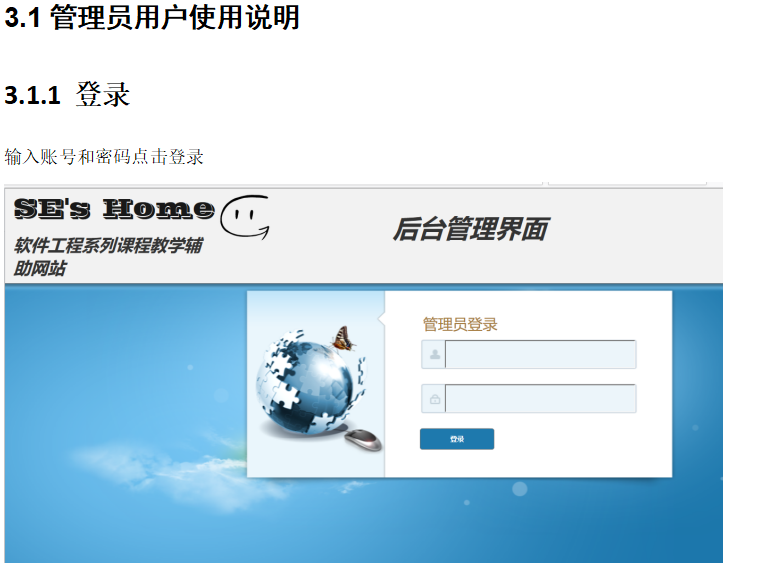 3.1 管理员用户使用说明
3.1.1 登录
输入账号和密码点击登录
SE's Home
软件工程系列课程教学辅
助网站
后台管理界面
管理员登录
登录